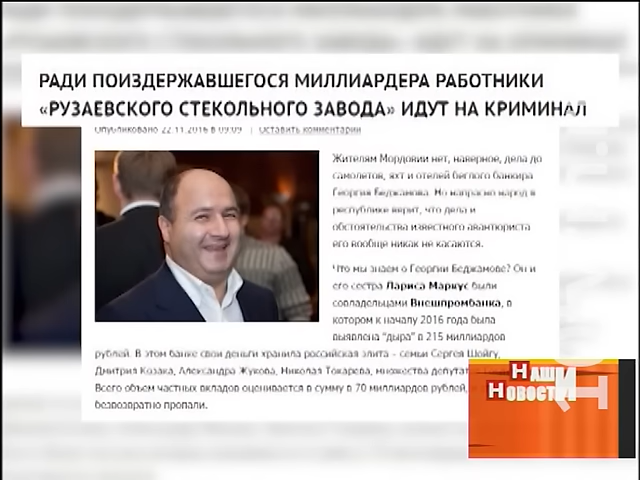 РАДИ ПОИЗДЕРЖАВШЕГОСЯ МИЛЛИАРДЕРА РАБОТНИКИ
«РУЗАЕВСКОГО СТЕКОЛЬНОГО ЗАВОДА» ИДУТ НА КРИМИНАЛ
Опубликовано 22.11.2016 в 09:09 | Оставить комментарий
Жителям Мордовии нет, наверное, дела до
самолетов, яхт и отелей беглого банкира
Георгия Беджамова. Но напрасно народ в
республике верит, что дела и
обстоятельства известного авантюриста
его вообще никак не касаются.
Что мы знаем о Георгии Беджамове? Он и
его сестра Лариса Маркус были
совладельцами Внешпромбанка, в
котором к началу 2016 года была
выявлена "дыра" в 215 миллиардов
рублей. В этом банке свои деньги хранила российская элита – семьи Сергея Шойгу,
Дмитрия Козака, Александра Жукова, Николая Токарева, множества депутат
Всего объем частных вкладов оценивается в сумму в 70 миллиардов рублей, и
безвозвратно пропали.
Наши
Новости